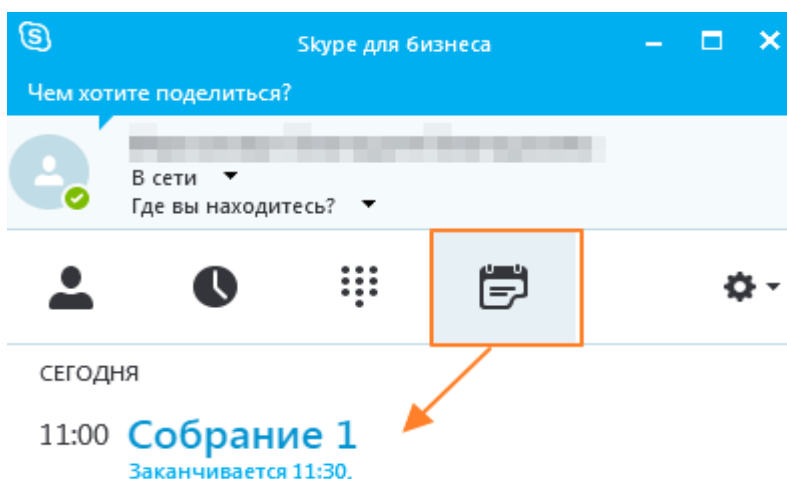 Skype для бизнеса
Чем хотите поделиться?
В сети
Где вы находитесь?
СЕГОДНЯ
11:00 Собрание 1
Заканчивается 11:30,